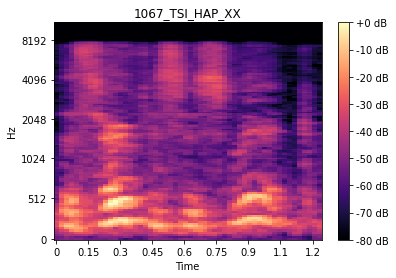 1067_TSI_HAP_XX
+0 dB
8192
-10 dB
4096
-20 dB
-30 dB
2048
Hz
-40 dB
1024
-50 dB
512
-60 dB
-70 dB
0
-80 dB
0 0.15 0.3 0.45 0.6 0.75 0.9 1.1 1.2
Time